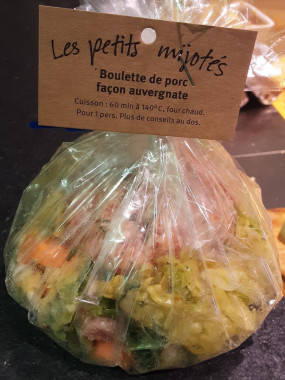 Les petits mijotés
Boulette de porc
façon auvergnate
Cuisson : 60 min à 140°C, four chaud.
Pour 1 pers. Plus de conseils au dos.